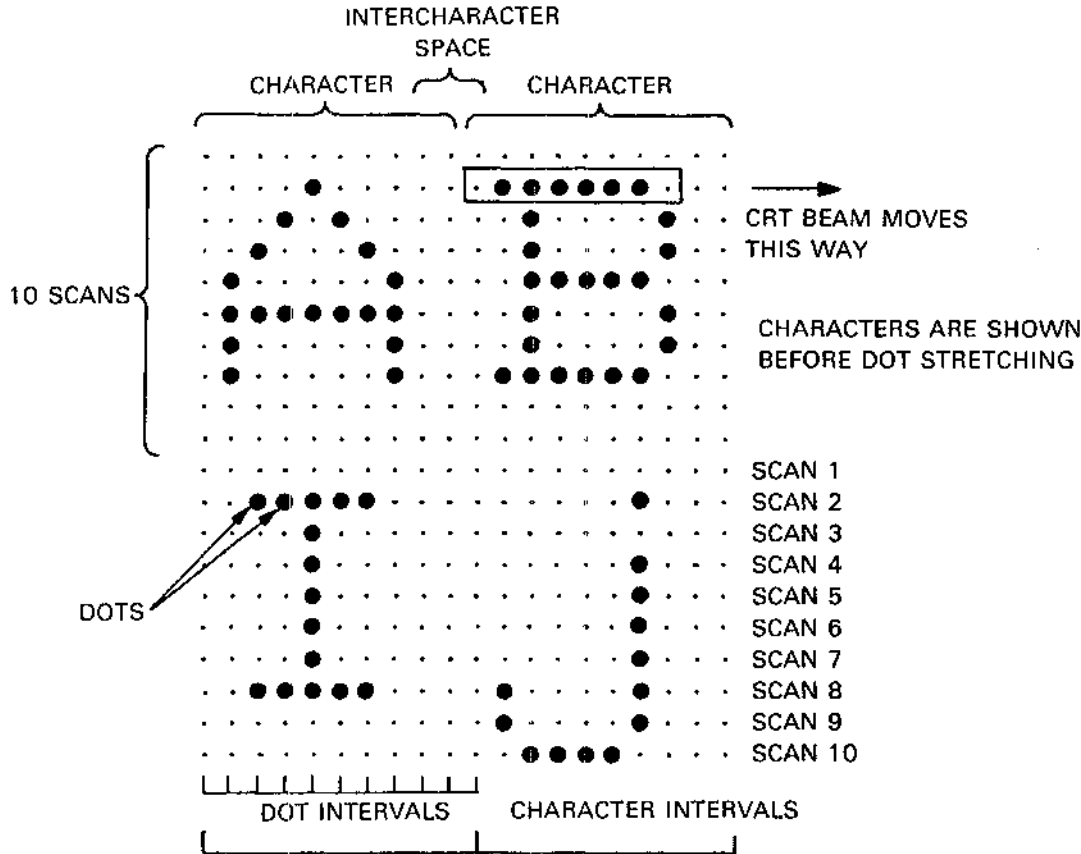 INTERCHARACTER
SPACE
CHARACTER
CHARACTER
CRT BEAM MOVES
THIS WAY
10 SCANS
CHARACTERS ARE SHOWN
BEFORE DOT STRETCHING
SCAN 1
SCAN 2
SCAN 3
SCAN 4
SCAN 5
DOTS
SCAN 6
SCAN 7
SCAN 8
SCAN 9
SCAN 10
DOT INTERVALS
CHARACTER INTERVALS